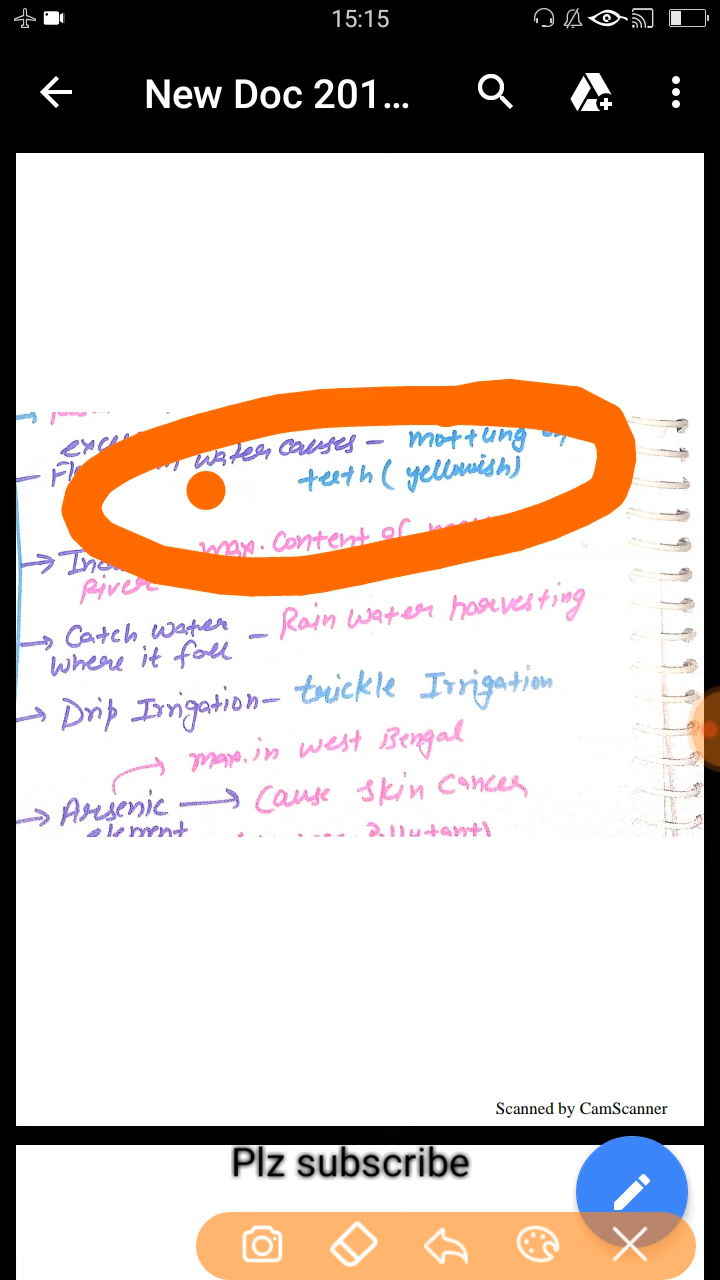 15:15
New Doc 201...
water causes - mottling
teeth ( yellowish)
max. Content of
River
→ Catch water - Rain water harvesting
where it fall
→ Drip Irrigation - trickle Irrigation
→ max. in west Bengal
→ Arsenic → Cause skin cancer
element
Scanned by CamScanner
Plz subscribe